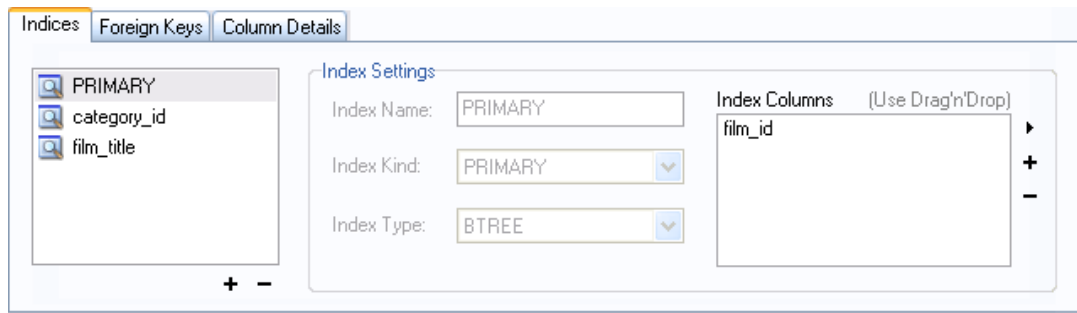 Indices Foreign Keys Column Details
PRIMARY
category_id
film_title
Index Settings
Index Name: PRIMARY
Index Kind: PRIMARY
Index Type: BTREE
Index Columns (Use Drag'n'Drop)
film_id